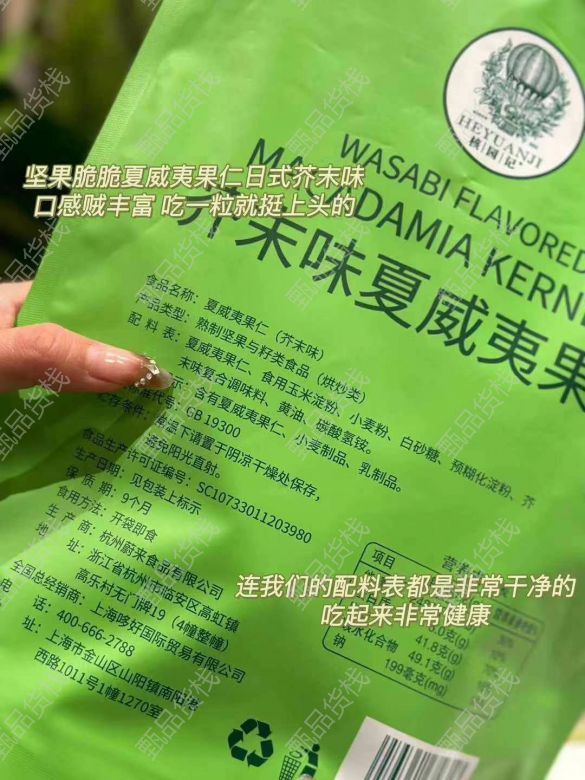 HEYUANJI
核園记
WASABI FLAVORED
MACADAMIA KERN
芥末味夏威夷果
坚果脆脆夏威夷果仁日式芥末味
口感贼丰富 吃一粒就挺上头的
食品名称：夏威夷果仁（芥末味）
产品类型：熟制坚果与籽类食品（烘炒类）
配料表：夏威夷果仁、食用玉米淀粉、小麦粉、白砂糖、预糊化淀粉、芥
末味复合调味料、黄油、碳酸氢铵。
示：含有夏威夷果仁、小麦制品、乳制品。
标准代号：GB 19300
贮存条件：常温下请置于阴凉干燥处保存，
避免阳光直射。
食品生产许可证编号：SC10733011203980
生产日期：见包装上标示
保质期：9个月
食用方法：开袋即食
生产商：杭州蔚来食品有限公司
地址：浙江省杭州市临安区高虹镇
高乐村无门牌19（4幢整幢）
全国总经销商：上海哆好国际贸易有限公司
电话：400-666-2788
地址：上海市金山区山阳镇南阳港
西路1011号1幢1270室
营养
项目
41.8克(g)
水化合物 49.1克(g)
钠 199毫克(mg)
连我们的配料表都是非常干净的
吃起来非常健康
甄品货栈